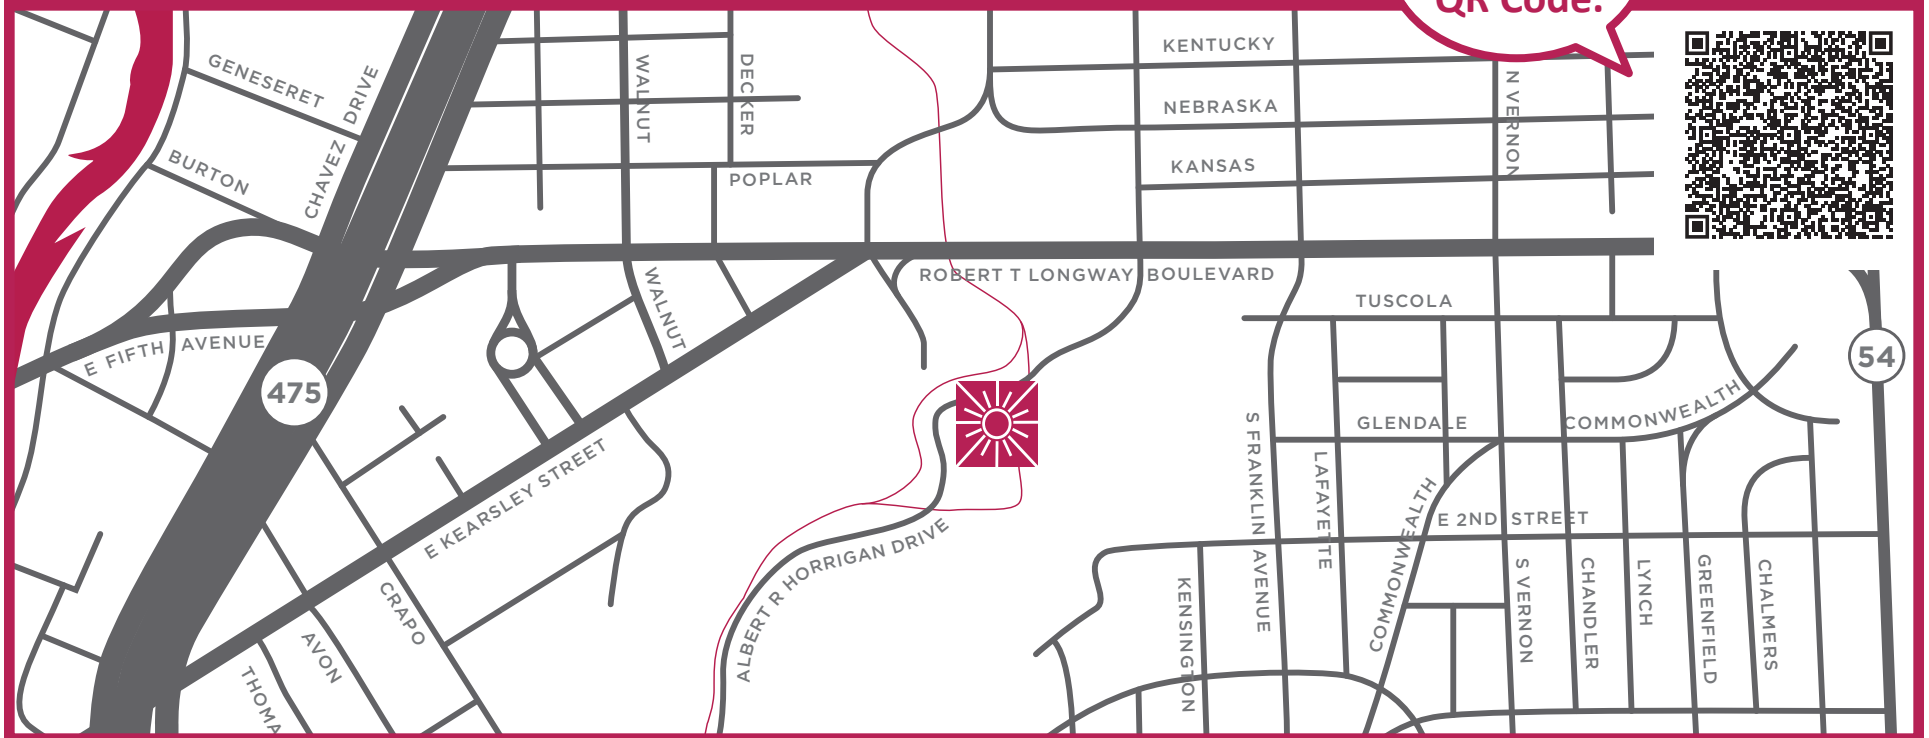 QR Code.
GENESERET
CHAVEZ DRIVE
BURTON
WALNUT
DECKER
POPLAR
KENTUCKY
NEBRASKA
KANSAS
N VERNON
ROBERT T LONGWAY BOULEVARD
TUSCOLA
E FIFTH AVENUE
475
WALNUT
54
GLENDALE
COMMONWEALTH
S FRANKLIN AVENUE
LAFAYETTE
COMMONWEALTH
E 2ND STREET
E KEARSLEY STREET
ALBERT R HORRIGAN DRIVE
CRAPO
AVON
THOMA
KENSINGTON
S VERNON
CHANDLER
LYNCH
GREENFIELD
CHALMERS